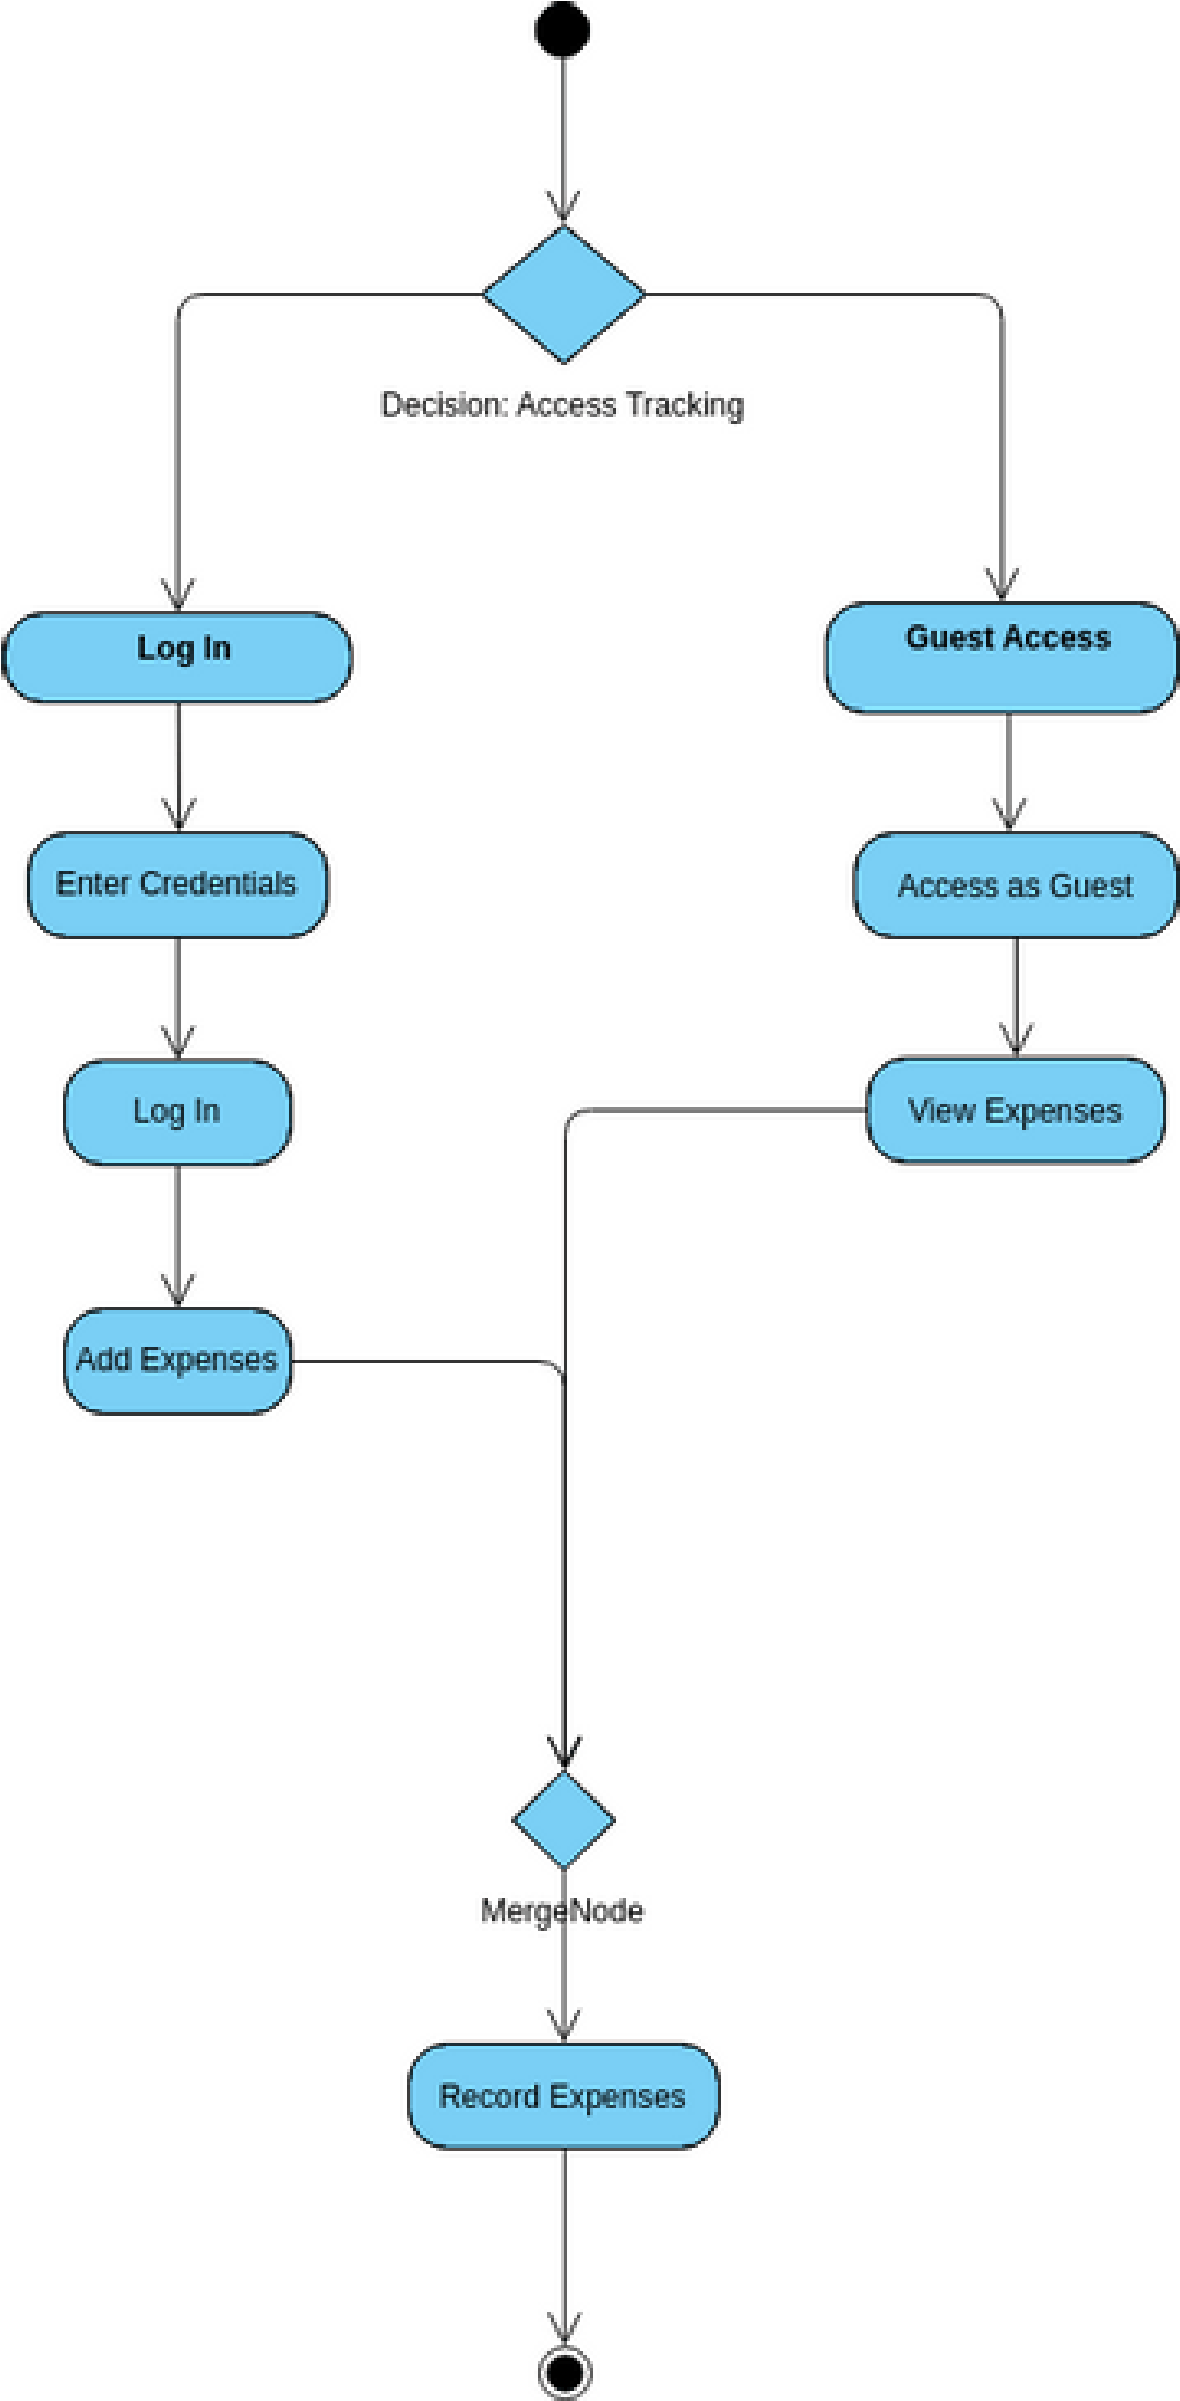 Decision: Access Tracking
Log In
Guest Access
Enter Credentials
Access as Guest
Log In
View Expenses
Add Expenses
MergeNode
Record Expenses